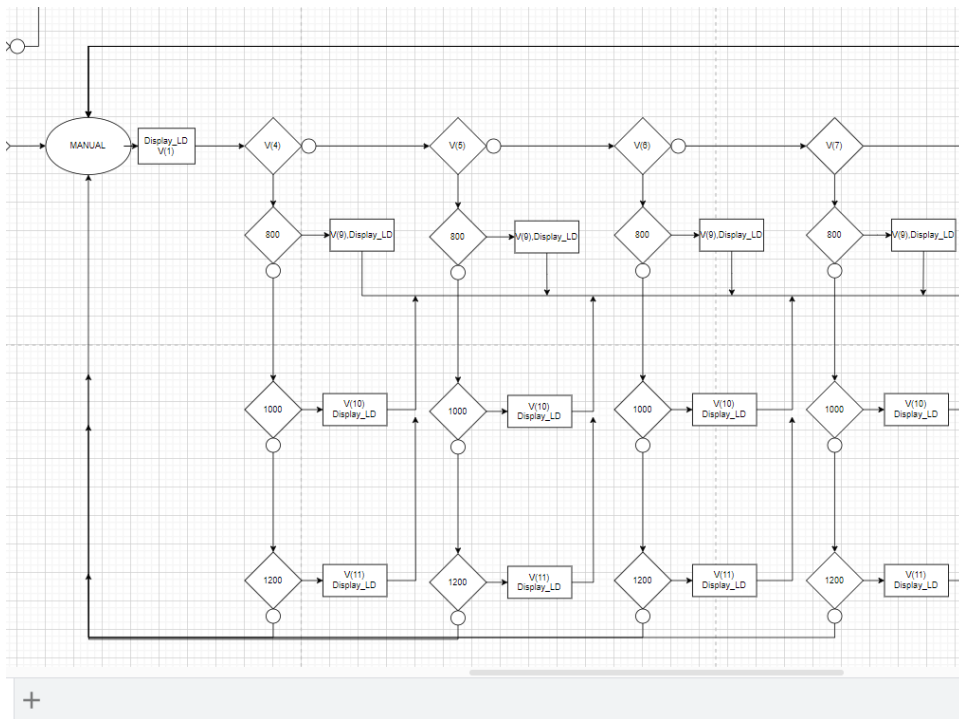 MANUAL
Display_LD
V(1)
V(4)
V(5)
V(6)
V(7)
800
V(9),Display_LD
800
V(9),Display_LD
800
V(9),Display_LD
800
V(9),Display_LD
1000
V(10)
Display_LD
1000
V(10)
Display_LD
1000
V(10)
Display_LD
1000
V(10)
Display_LD
1200
V(11)
Display_LD
1200
V(11)
Display_LD
1200
V(11)
Display_LD
1200
V(11)
Display_LD